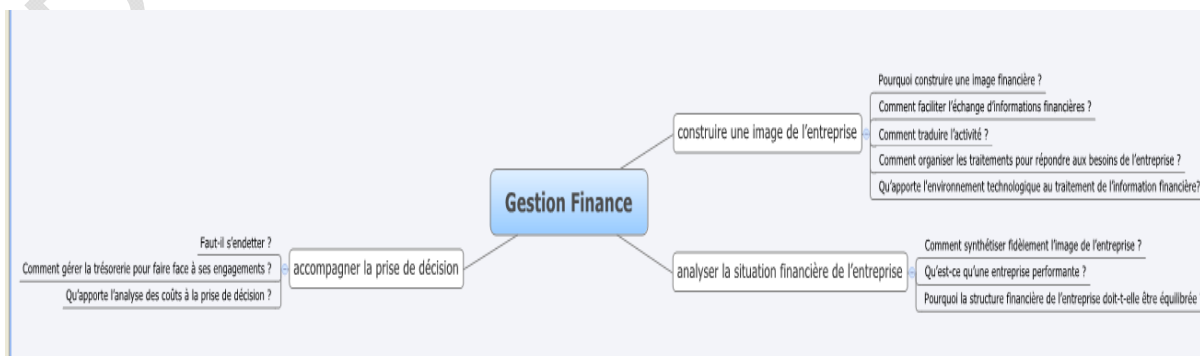 Pourquoi construire une image financière ?
Comment faciliter l'échange d'informations financières ?
construire une image de l'entreprise
Comment traduire l'activité ?
Comment organiser les traitements pour répondre aux besoins de l'entreprise ?
Qu'apporte l'environnement technologique au traitement de l'information financière?
Gestion Finance
Faut-il s'endetter ?
Comment gérer la trésorerie pour faire face à ses engagements ?
accompagner la prise de décision
Qu'apporte l'analyse des coûts à la prise de décision ?
Comment synthétiser fidèlement l'image de l'entreprise ?
analyser la situation financière de l'entreprise
Qu'est-ce qu'une entreprise performante ?
Pourquoi la structure financière de l'entreprise doit-t-elle être équilibrée